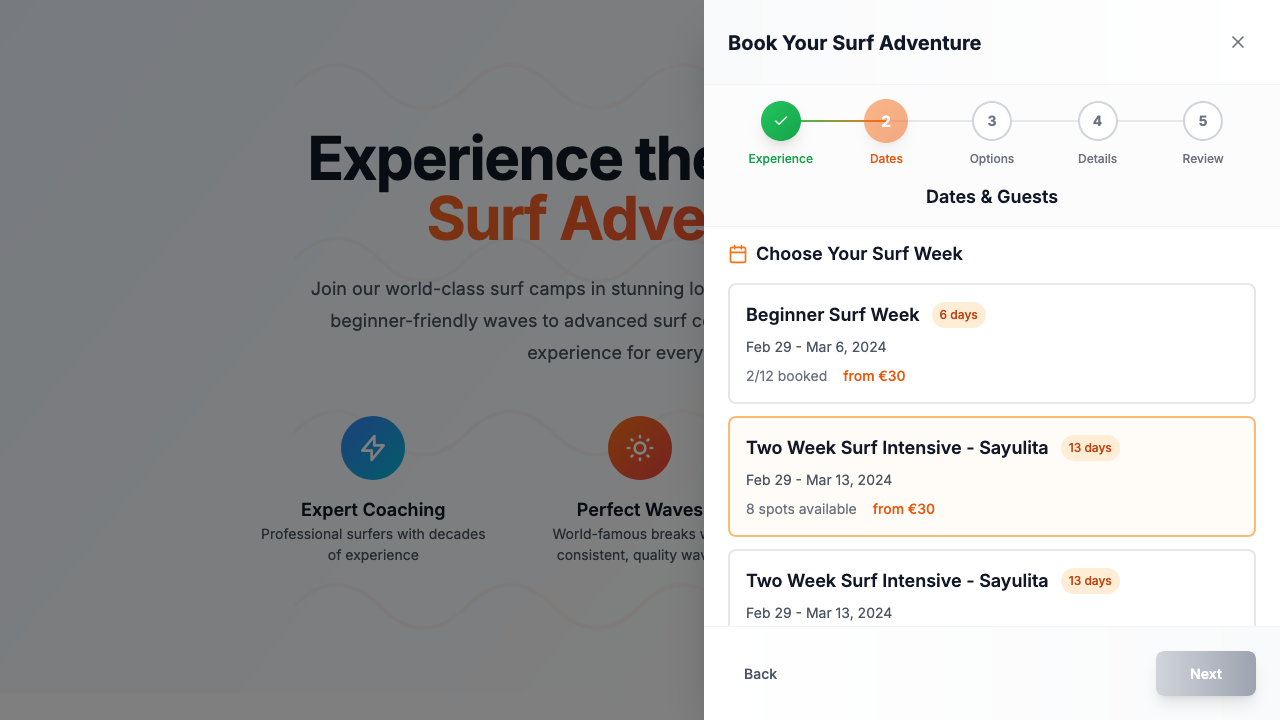 Book Your Surf Adventure
2
3
4
5
Experience
Dates
Options
Details
Review
Dates & Guests
Choose Your Surf Week
Beginner Surf Week
6 days
Feb 29 - Mar 6, 2024
2/12 booked
from €30
Two Week Surf Intensive - Sayulita
13 days
Feb 29 - Mar 13, 2024
8 spots available
from €30
Two Week Surf Intensive - Sayulita
13 days
Feb 29 - Mar 13, 2024
Back
Next
Experience the
Surf Adve
Join our world-class surf camps in stunning lo
beginner-friendly waves to advanced surf c
experience for every
Expert Coaching
Professional surfers with decades
of experience
Perfect Waves
World-famous breaks
consistent, quality wav